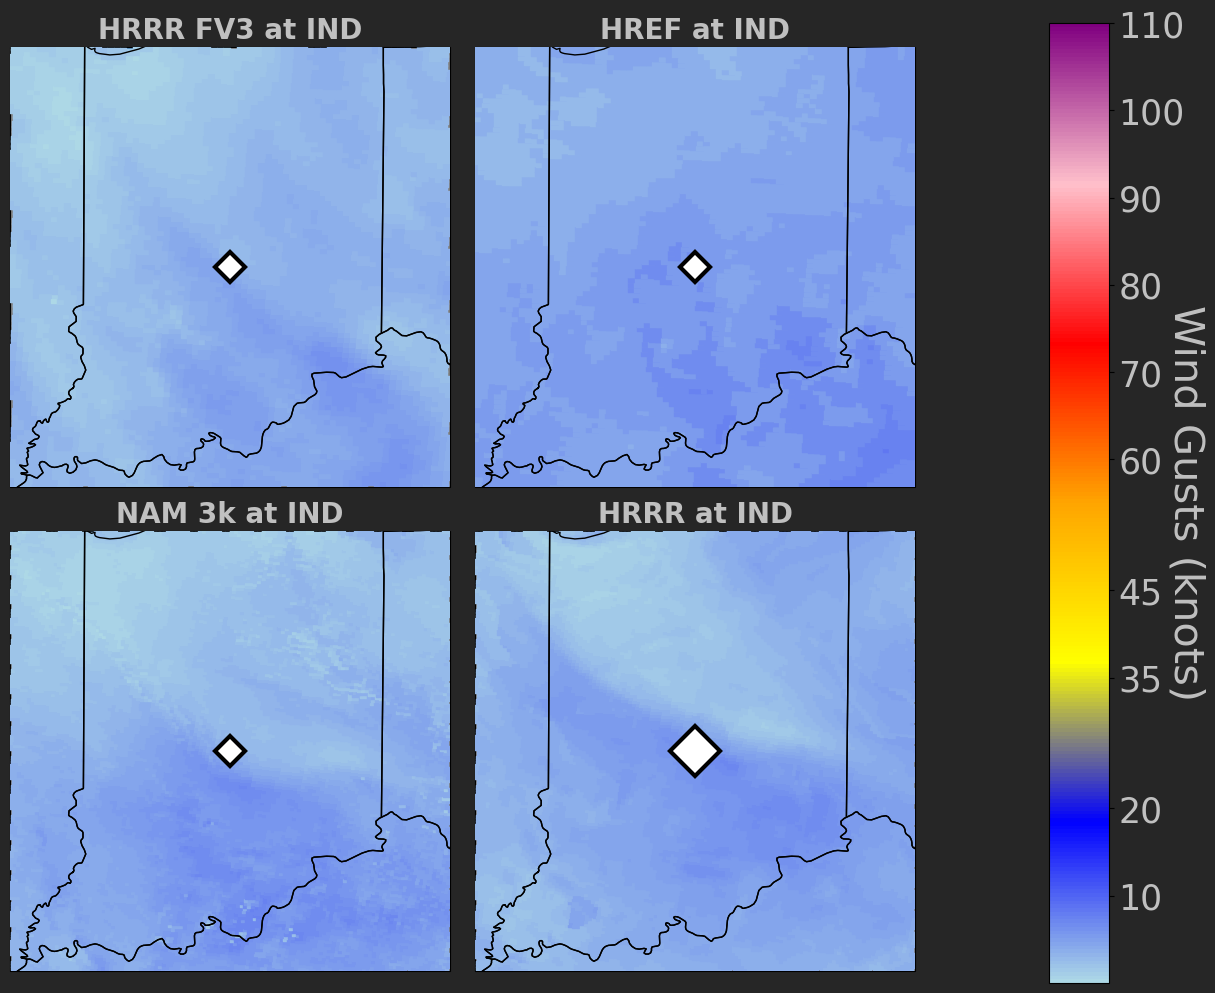 HRRR FV3 at IND
HREF at IND
NAM 3k at IND
HRRR at IND
110
100
90
80
70
60
45
35
20
10
Wind Gusts (knots)